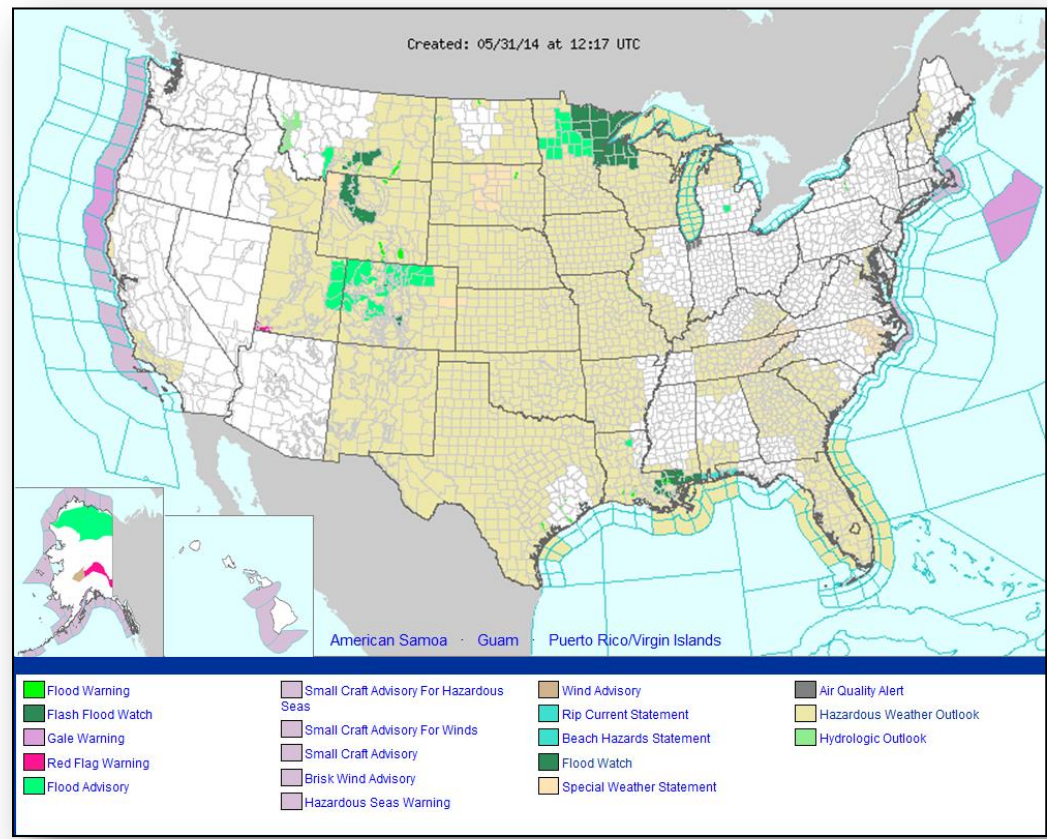 Created: 05/31/14 at 12:17 UTC
American Samoa · Guam · Puerto Rico/Virgin Islands
Flood Warning
Flash Flood Watch
Gale Warning
Red Flag Warning
Flood Advisory
Small Craft Advisory For Hazardous
Seas
Small Craft Advisory For Winds
Small Craft Advisory
Brisk Wind Advisory
Hazardous Seas Warning
Wind Advisory
Rip Current Statement
Beach Hazards Statement
Flood Watch
Special Weather Statement
Air Quality Alert
Hazardous Weather Outlook
Hydrologic Outlook